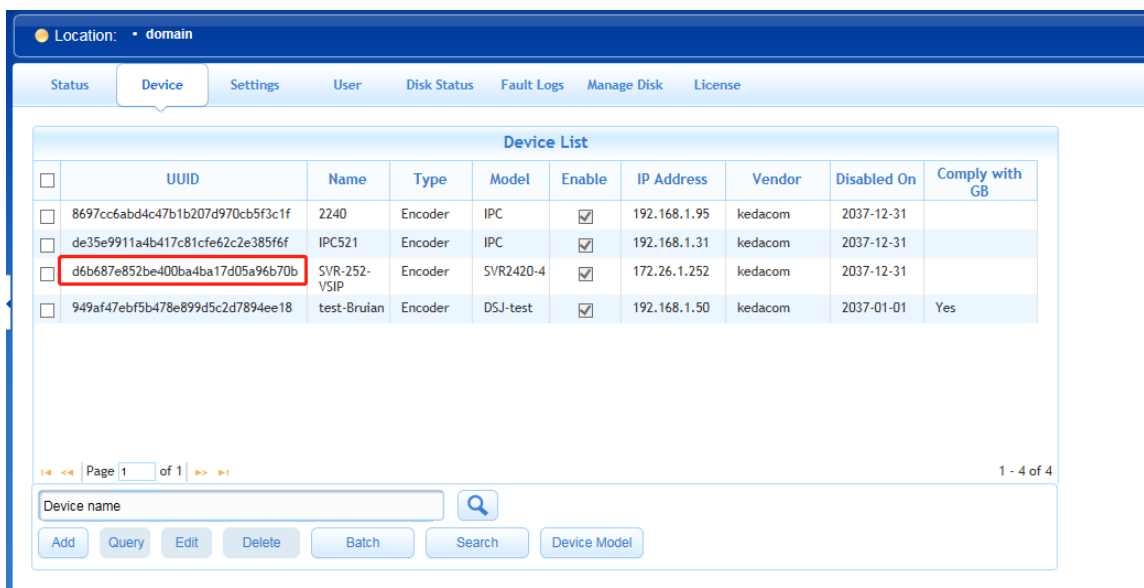 Location: • domain
Status Device Settings User Disk Status Fault Logs Manage Disk License
Device List
UUID Name Type Model Enable IP Address Vendor Disabled On Comply with GB
8697cc6abd4c47b1b207d970cb5f3c1f 2240 Encoder IPC 192.168.1.95 kedacom 2037-12-31
de35e9911a4b417c81cfe62c2e385f6f IPC521 Encoder IPC 192.168.1.31 kedacom 2037-12-31
d6b687e852be400ba4ba17d05a96b70b SVR-252-VSIP Encoder SVR2420-4 172.26.1.252 kedacom 2037-12-31
949af47ebf5b478e899d5c2d7894ee18 test-Bruian Encoder DSJ-test 192.168.1.50 kedacom 2037-01-01 Yes
Page 1 of 1 1 - 4 of 4
Device name
Add Query Edit Delete Batch Search Device Model